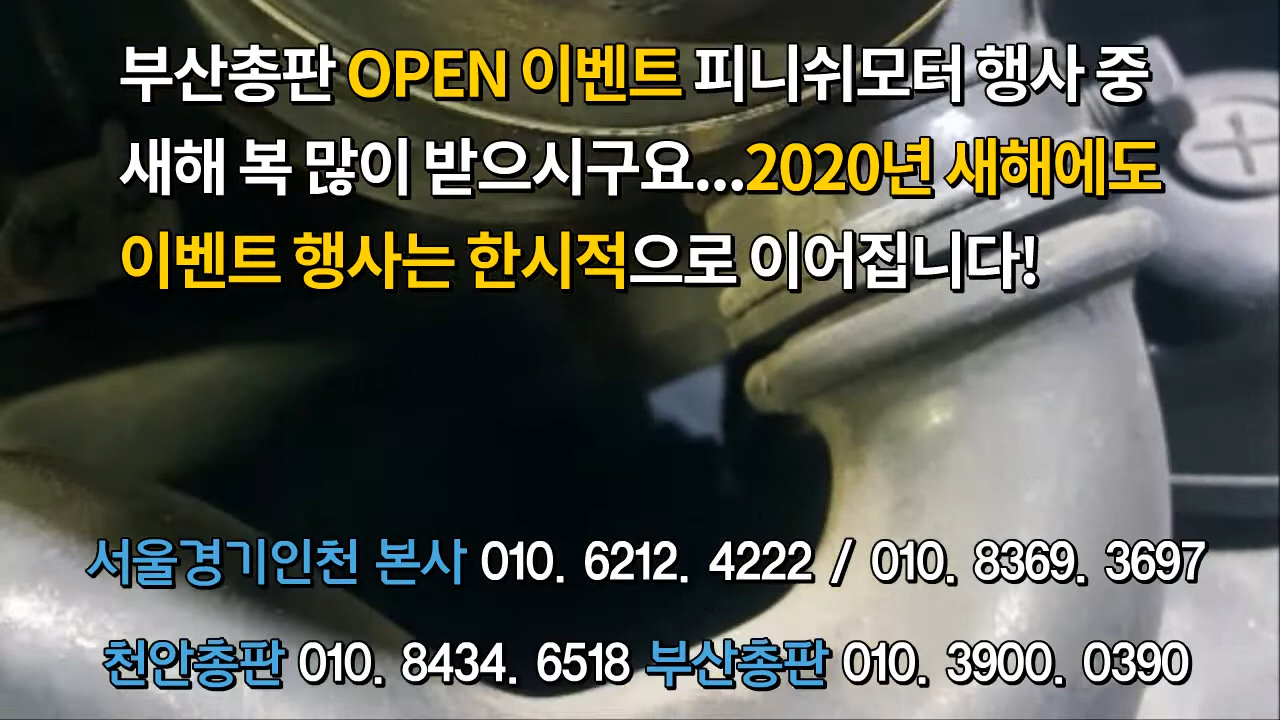 부산총판 OPEN 이벤트 피니쉬모터 행사 중
새해 복 많이 받으시구요...2020년 새해에도
이벤트 행사는 한시적으로 이어집니다!
서울경기인천 본사 010. 6212. 4222 / 010. 8369. 3697
천안총판 010. 8434. 6518 부산총판 010. 3900. 0390